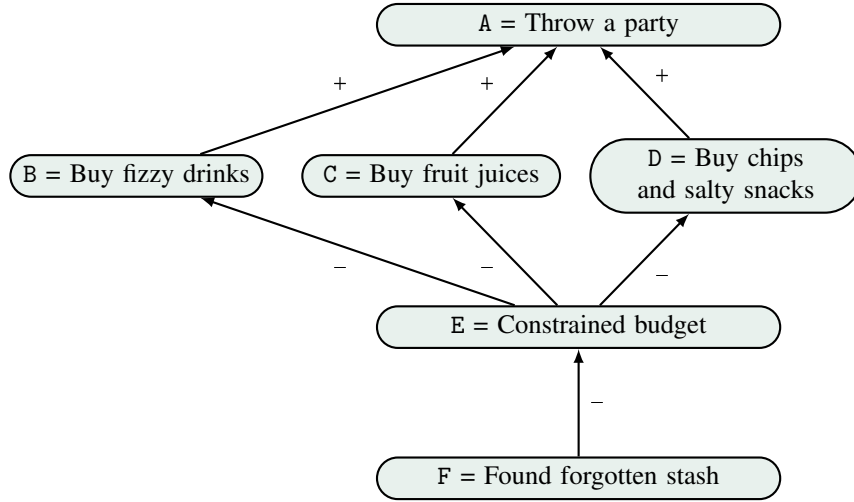 A = Throw a party
+
+
+
B = Buy fizzy drinks
C = Buy fruit juices
D = Buy chips
and salty snacks
−
−
−
E = Constrained budget
−
F = Found forgotten stash